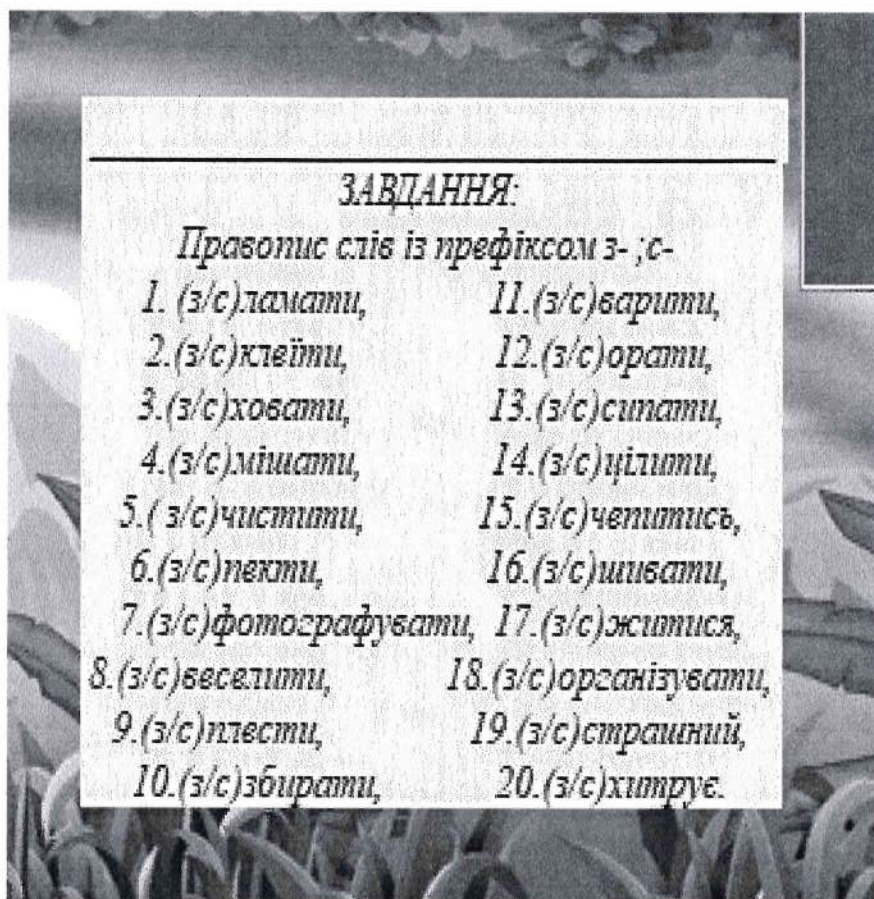 ЗАВДАННЯ:
Правопис слів із префіксом з- ;с-
1. (з/с)ламати, 11.(з/с)варити,
2.(з/с)клеїти, 12.(з/с)орати,
3.(з/с)ховати, 13.(з/с)сипати,
4.(з/с)мішати, 14.(з/с)цілити,
5.( з/с)чистити, 15.(з/с)чепитись,
6.(з/с)пекти, 16.(з/с)шивати,
7.(з/с)фотографувати, 17.(з/с)житися,
8.(з/с)веселити, 18.(з/с)організувати,
9.(з/с)плести, 19.(з/с)страшний,
10.(з/с)збирати, 20.(з/с)хитрує.